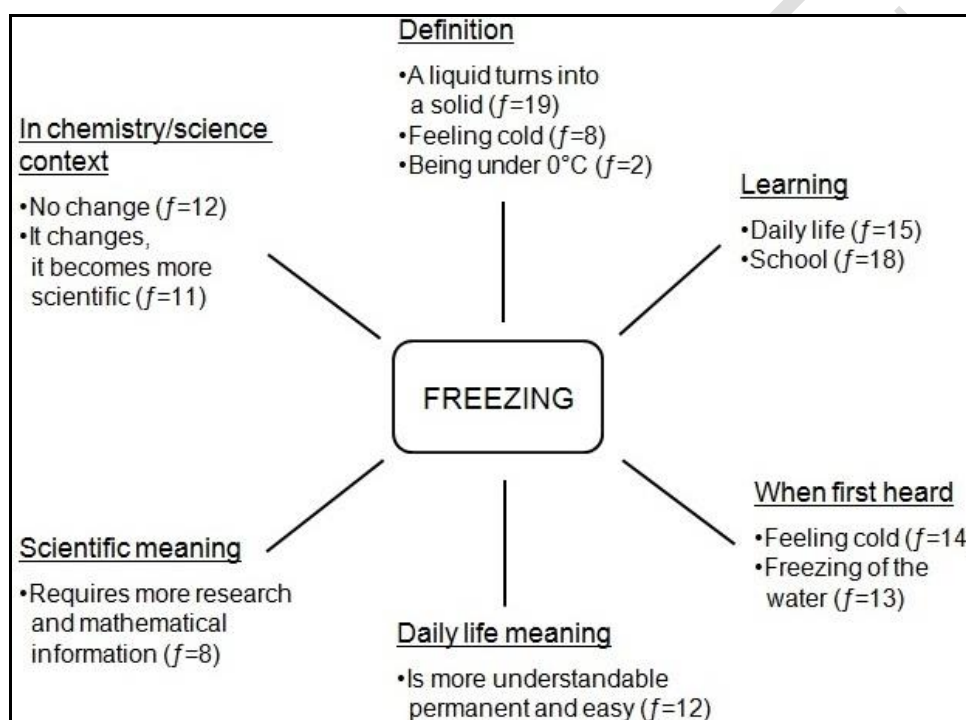 Definition
•A liquid turns into
a solid (ƒ=19)
•Feeling cold (ƒ=8)
•Being under 0°C (ƒ=2)
In chemistry/science
context
•No change (ƒ=12)
•It changes,
it becomes more
scientific (ƒ=11)
Learning
•Daily life (ƒ=15)
•School (ƒ=18)
FREEZING
When first heard
•Feeling cold (ƒ=14
•Freezing of the
water (ƒ=13)
Scientific meaning
•Requires more research
and mathematical
information (ƒ=8)
Daily life meaning
•Is more understandable
permanent and easy (ƒ=12)